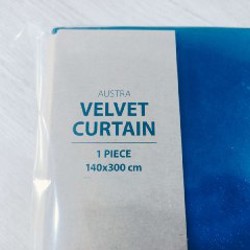 AUSTRA
VELVET
CURTAIN
1 PIECE
140x300 cm